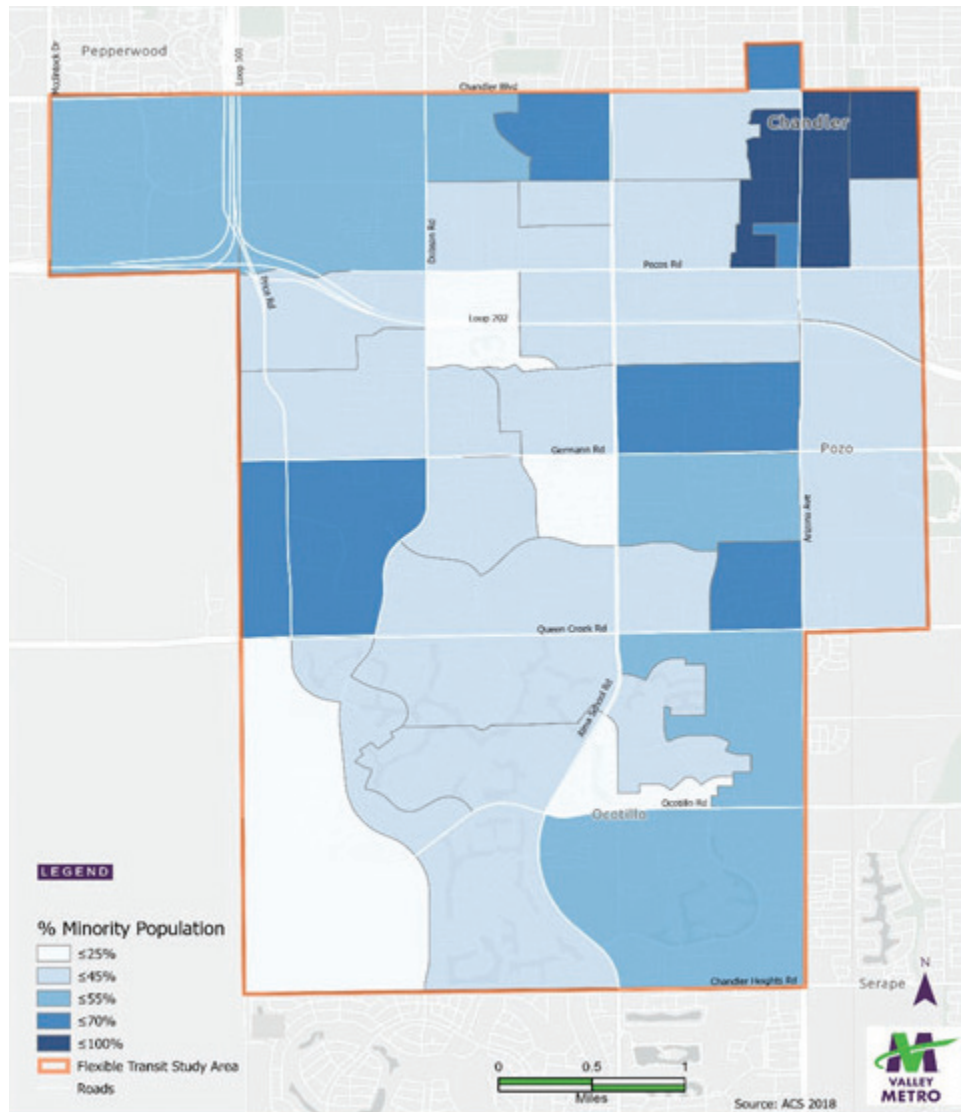 Pepperwood
McClintock Dr
Loop 101
Chandler Blvd
Chandler
Dobson Rd
Price Rd
Pecos Rd
Loop 202
Germann Rd
Pozo
Arizona Ave
Queen Creek Rd
Alma School Rd
Ocotillo Rd
Ocotillo
Chandler Heights Rd
Serape
N
LEGEND
% Minority Population
≤25%
≤45%
≤55%
≤70%
≤100%
Flexible Transit Study Area
Roads
0 0.5 1
Miles
VALLEY
METRO
Source: ACS 2018